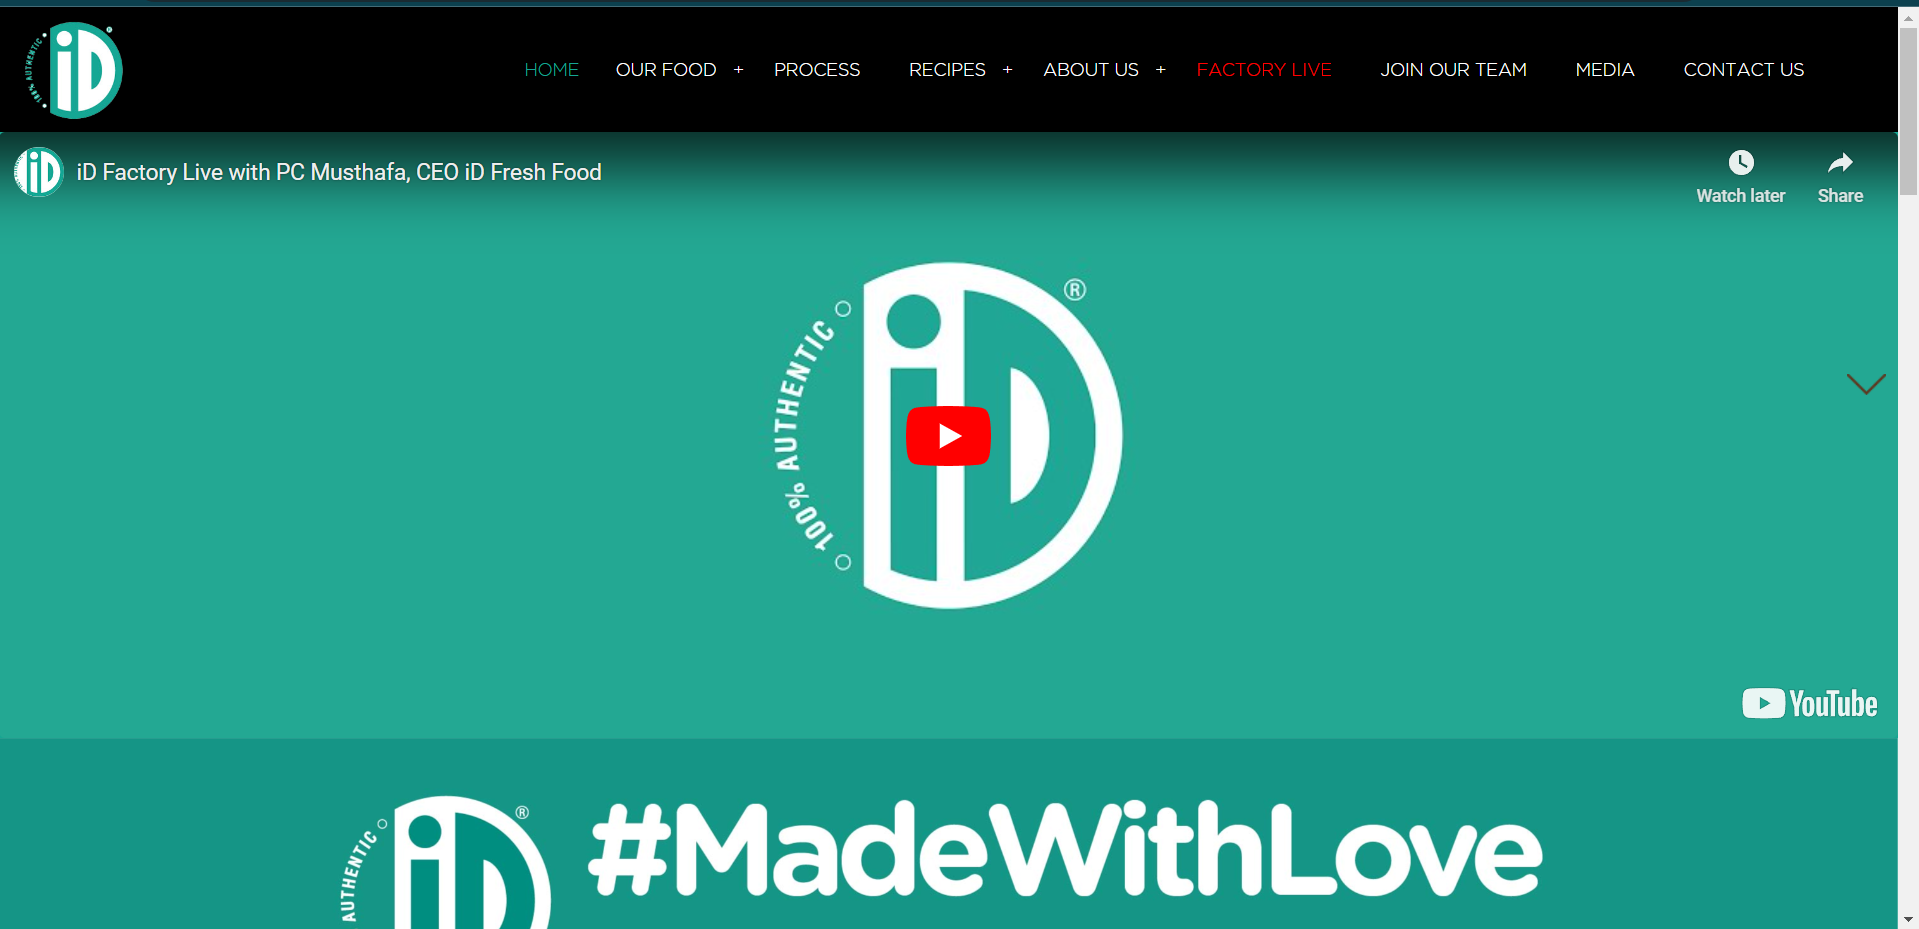 100% AUTHENTIC iD
HOME OUR FOOD + PROCESS RECIPES + ABOUT US + FACTORY LIVE JOIN OUR TEAM MEDIA CONTACT US
iD iD Factory Live with PC Musthafa, CEO iD Fresh Food
Watch later Share
100% AUTHENTIC iD ®
YouTube
AUTHENTIC iD ® #MadeWithLove